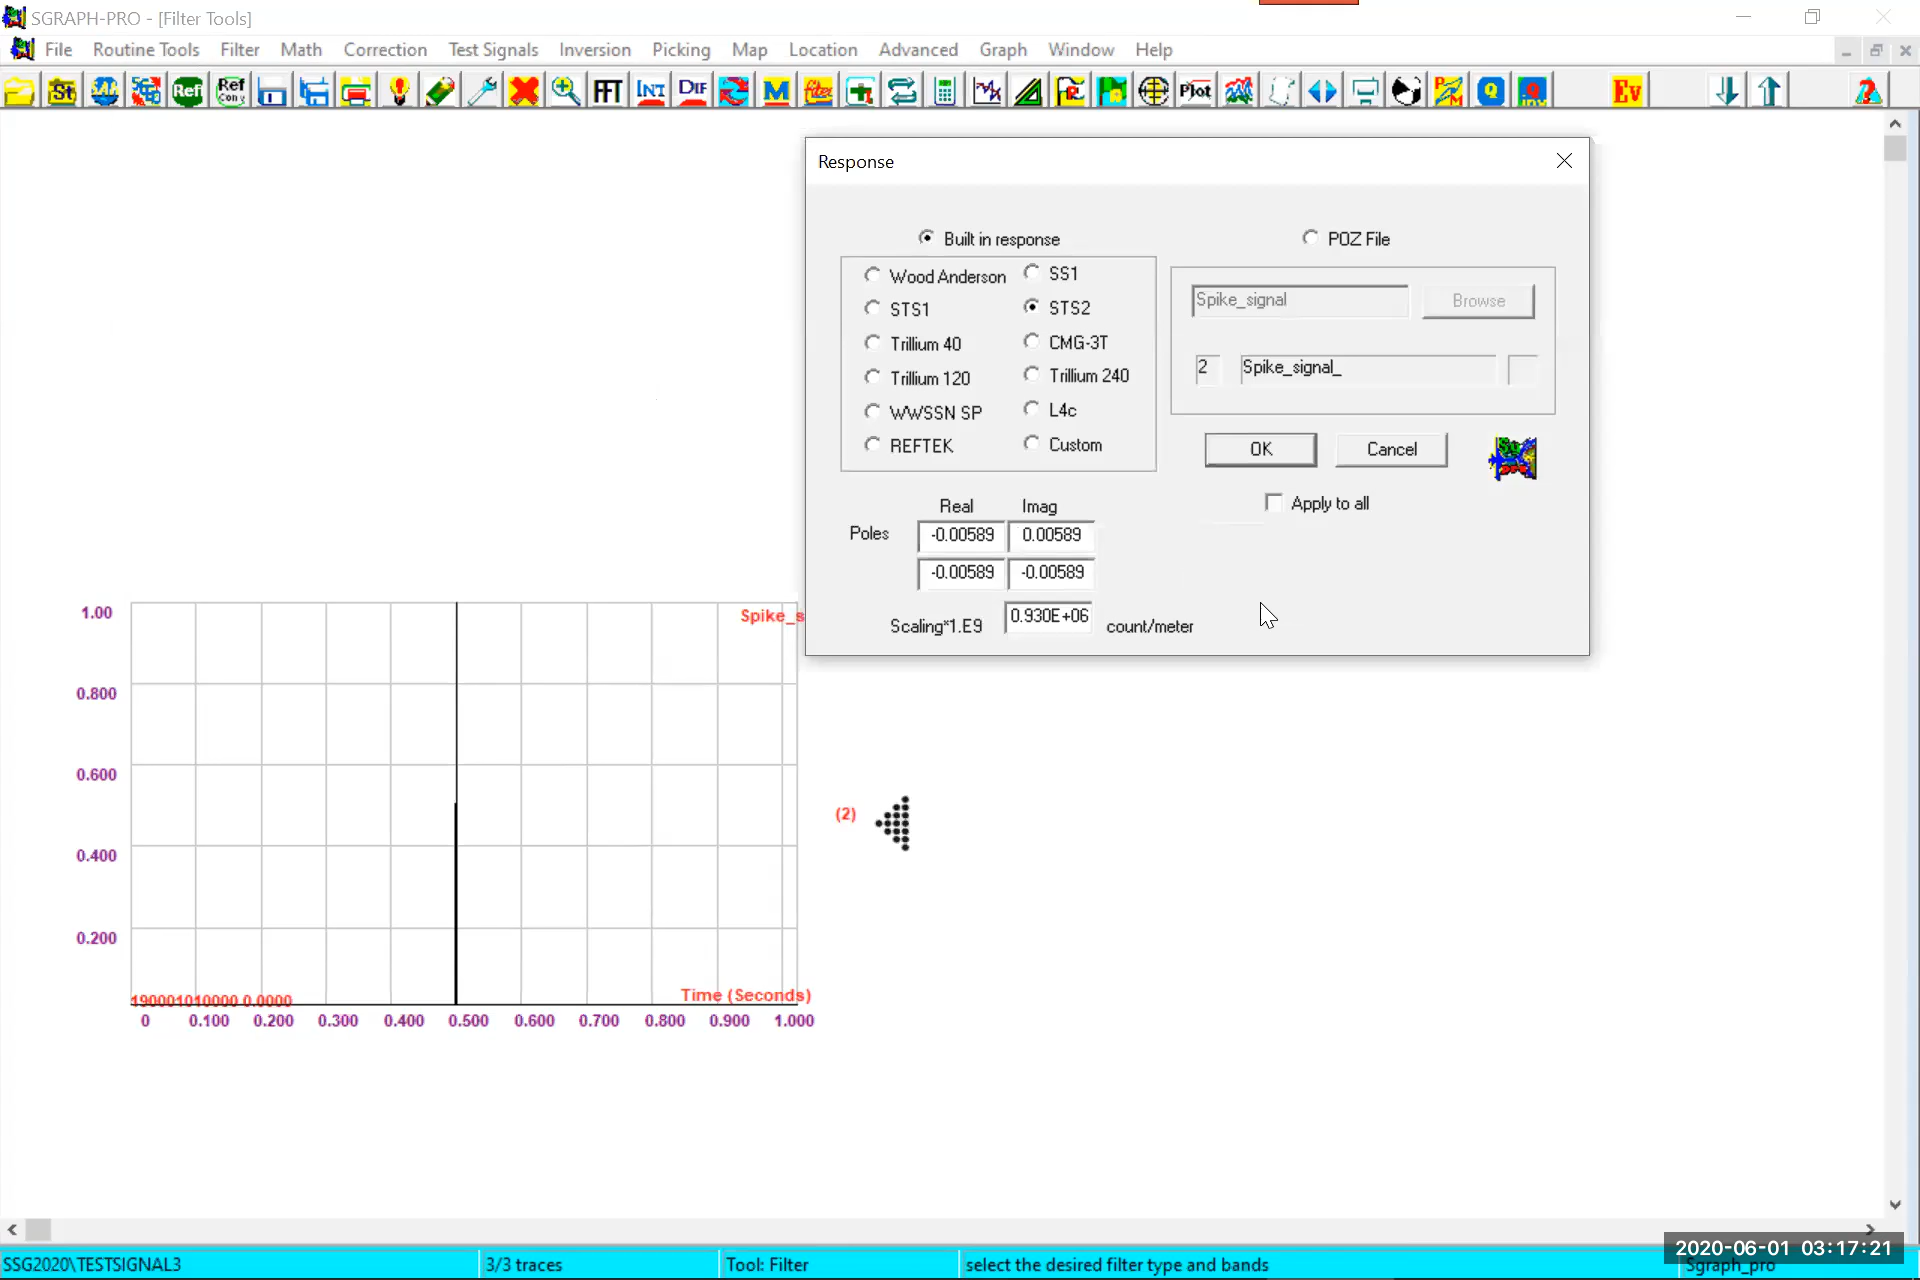 SGRAPH-PRO - [Filter Tools]
File Routine Tools Filter Math Correction Test Signals Inversion Picking Map Location Advanced Graph Window Help
St Ref Ref Conv FFT INT DIF M filter Plot Q Ev
Response
Built in response
POZ File
Wood Anderson SS1
STS1 STS2
Trillium 40 CMG-3T
Trillium 120 Trillium 240
WWSSN SP L4c
REFTEK Custom
Spike_signal Browse
2 Spike_signal_
OK Cancel
Apply to all
Real Imag
Poles -0.00589 0.00589
-0.00589 -0.00589
Scaling*1.E9 0.930E+06 count/meter
1.00
0.800
0.600
0.400
0.200
Spike_s
(2)
190001010000 0.0000
Time (Seconds)
0 0.100 0.200 0.300 0.400 0.500 0.600 0.700 0.800 0.900 1.000
2020-06-01 03:17:21
SSG2020\TESTSIGNAL3 3/3 traces Tool: Filter select the desired filter type and bands Sgraph_pro